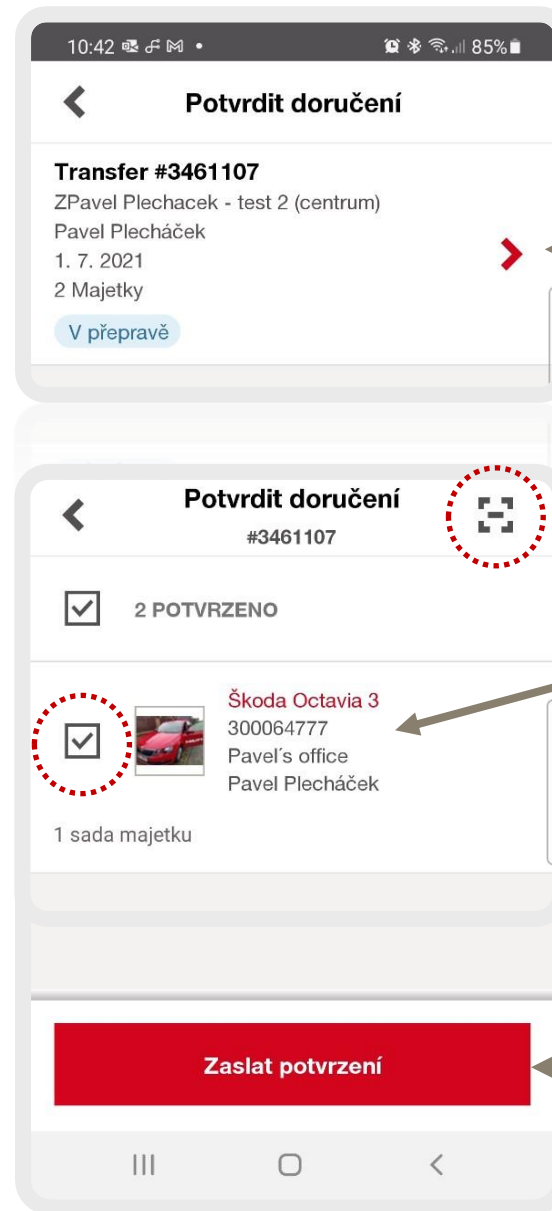 10:42
85%
Potvrdit doručení
Transfer #3461107
ZPavel Plechacek - test 2 (centrum)
Pavel Plecháček
1. 7. 2021
2 Majetky
V přepravě
Potvrdit doručení
#3461107
2 POTVRZENO
Škoda Octavia 3
300064777
Pavel´s office
Pavel Plecháček
1 sada majetku
Zaslat potvrzení